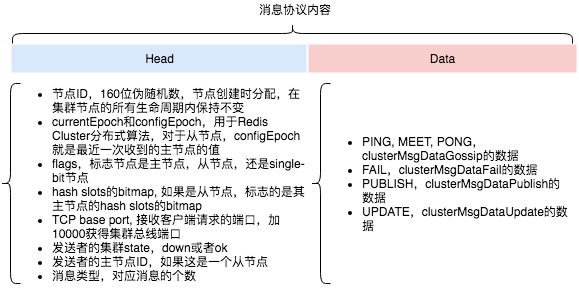 消息协议内容
Head
Data
• 节点ID，160位伪随机数，节点创建时分配，在
集群节点的所有生命周期内保持不变
• currentEpoch和configEpoch，用于Redis
Cluster分布式算法，对于从节点，configEpoch
就是最近一次收到的主节点的值
• flags，标志节点是主节点，从节点，还是single-
bit节点
• hash slots的bitmap, 如果是从节点，标志的是其
主节点的hash slots的bitmap
• TCP base port, 接收客户端请求的端口，加
10000获得集群总线端口
• 发送者的集群state，down或者ok
• 发送者的主节点ID，如果这是一个从节点
• 消息类型，对应消息的个数
• PING, MEET, PONG,
clusterMsgDataGossip的数据
• FAIL，clusterMsgDataFail的数据
• PUBLISH，clusterMsgDataPublish的
数据
• UPDATE，clusterMsgDataUpdate的数
据